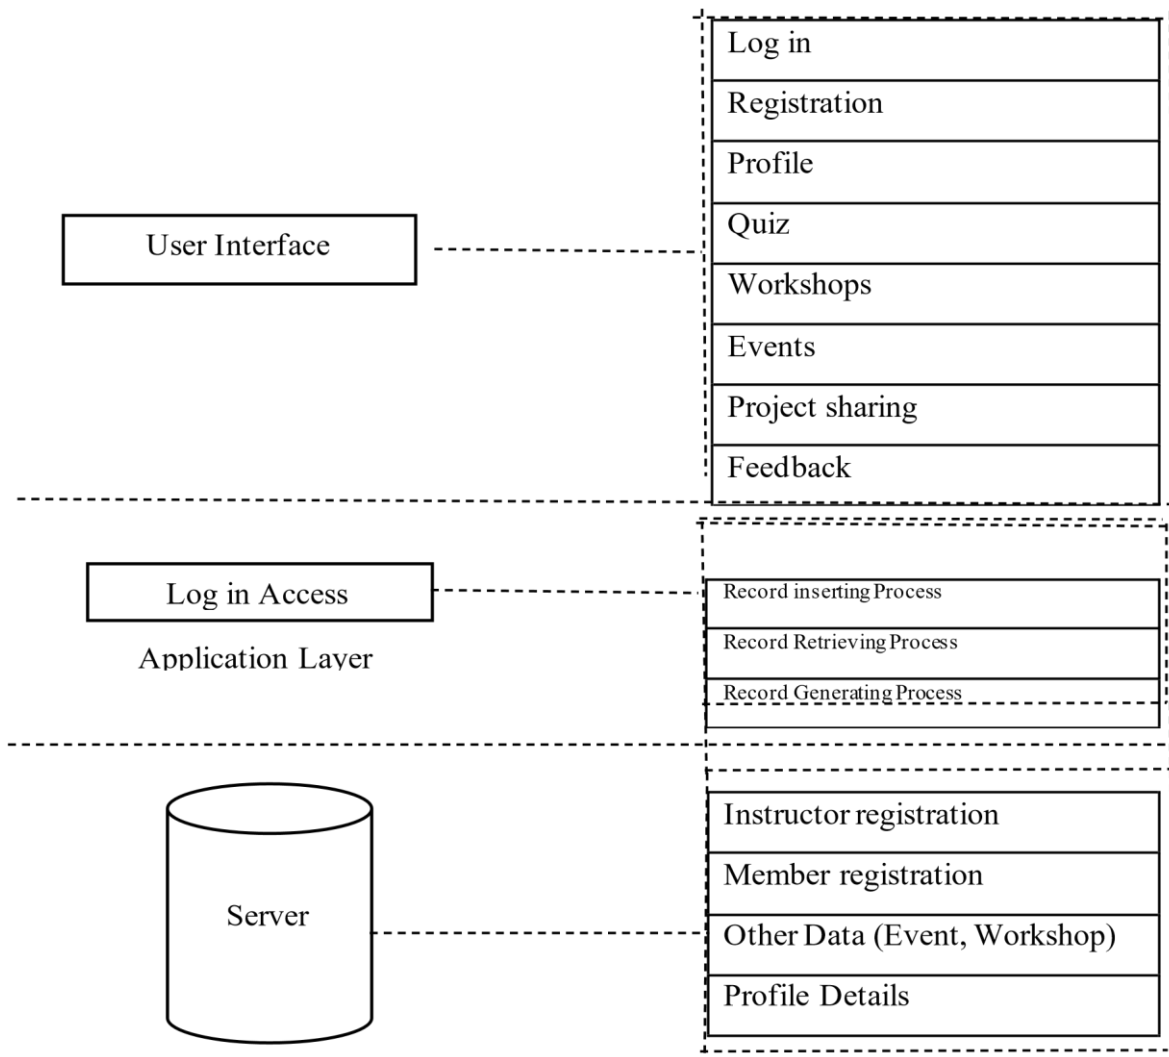 Log in
Registration
Profile
Quiz
User Interface
Workshops
Events
Project sharing
Feedback
Log in Access
Application Layer
Record inserting Process
Record Retrieving Process
Record Generating Process
Server
Instructor registration
Member registration
Other Data (Event, Workshop)
Profile Details